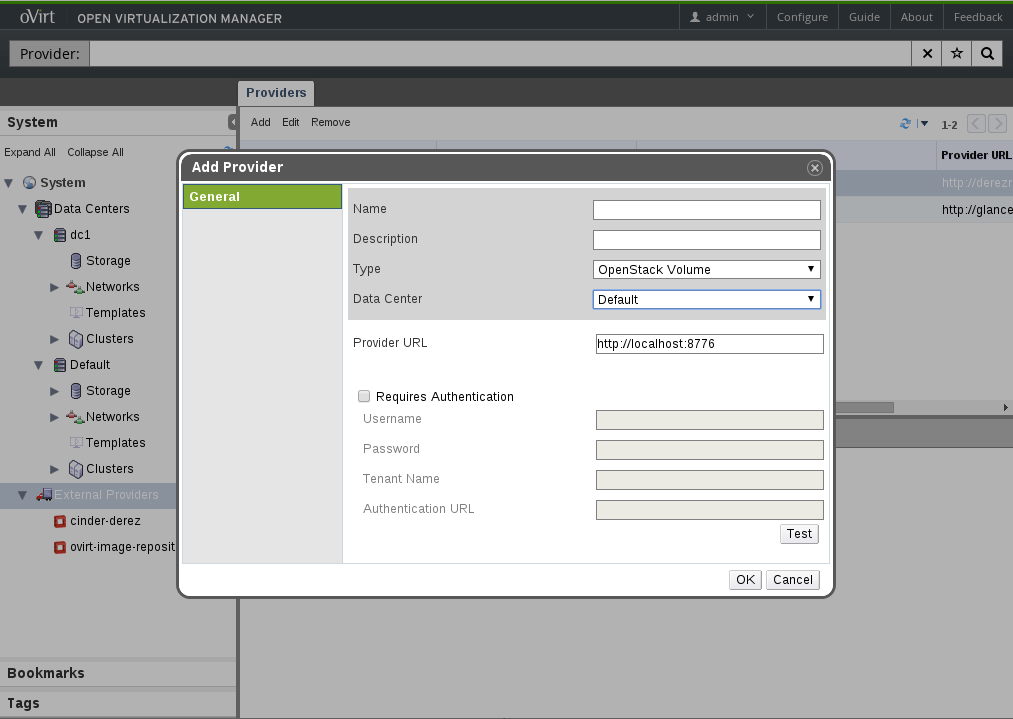 oVirt OPEN VIRTUALIZATION MANAGER admin Configure Guide About Feedback
Provider:
Providers
System
Add Edit Remove
1-2
Expand All Collapse All
Provider URL
System
http://derezr
Data Centers
http://glance
dc1
Storage
Networks
Templates
Clusters
Default
Storage
Networks
Templates
Clusters
External Providers
cinder-derez
ovirt-image-reposit
Bookmarks
Tags
Add Provider
General
Name
Description
Type OpenStack Volume
Data Center Default
Provider URL http://localhost:8776
Requires Authentication
Username
Password
Tenant Name
Authentication URL
Test
OK Cancel